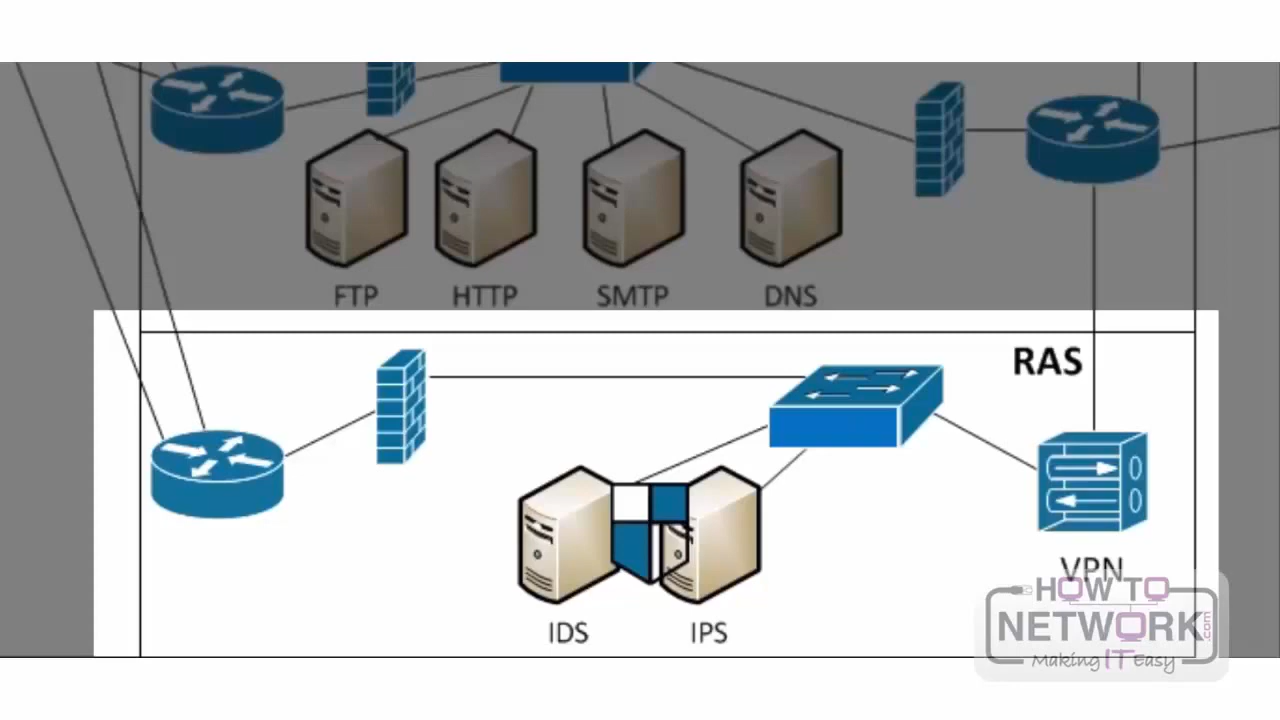 FTP HTTP SMTP DNS
RAS
VPN
IDS IPS
HOW TO
NETWORK.com
Making IT Easy